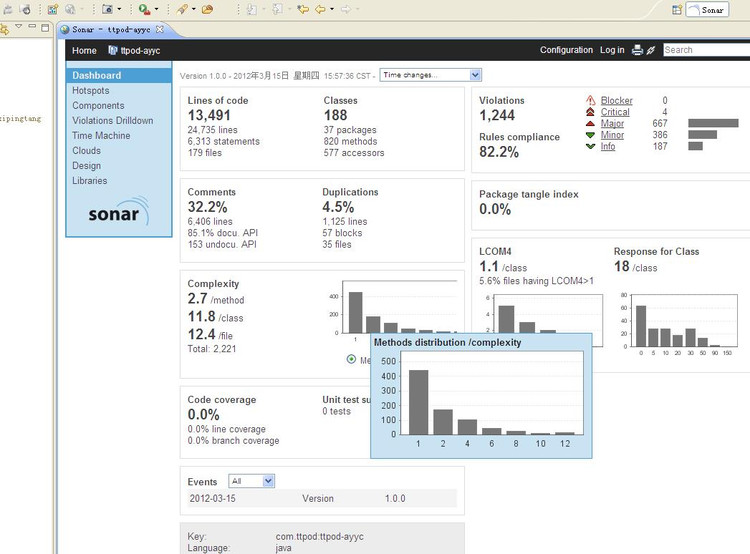 Sonar - ttpod-ayyc
Sonar
Home ttpod-ayyc
Configuration Log in Search
xipingtang
Dashboard
Hotspots
Components
Violations Drilldown
Time Machine
Clouds
Design
Libraries
sonar
Version 1.0.0 - 2012年3月15日 星期四 15:57:36 CST - Time changes...
Lines of code
13,491
24,735 lines
6,313 statements
179 files
Classes
188
37 packages
820 methods
577 accessors
Violations
1,244
Rules compliance
82.2%
Blocker 0
Critical 4
Major 667
Minor 386
Info 187
Comments
32.2%
6,406 lines
85.1% docu. API
153 undocu. API
Duplications
4.5%
1,125 lines
57 blocks
35 files
Package tangle index
0.0%
LCOM4
1.1 /class
5.6% files having LCOM4>1
Response for Class
18 /class
Complexity
2.7 /method
11.8 /class
12.4 /file
Total: 2,221
400
200
0
1
Me
6
4
2
80
60
40
20
0
0 5 10 20 30 50 90 150
Methods distribution /complexity
500
400
300
200
100
0
1 2 4 6 8 10 12
Code coverage
0.0%
0.0% line coverage
0.0% branch coverage
Unit test su
0 tests
Events All
2012-03-15 Version 1.0.0
Key: com.ttpod:ttpod-ayyc
Language: java